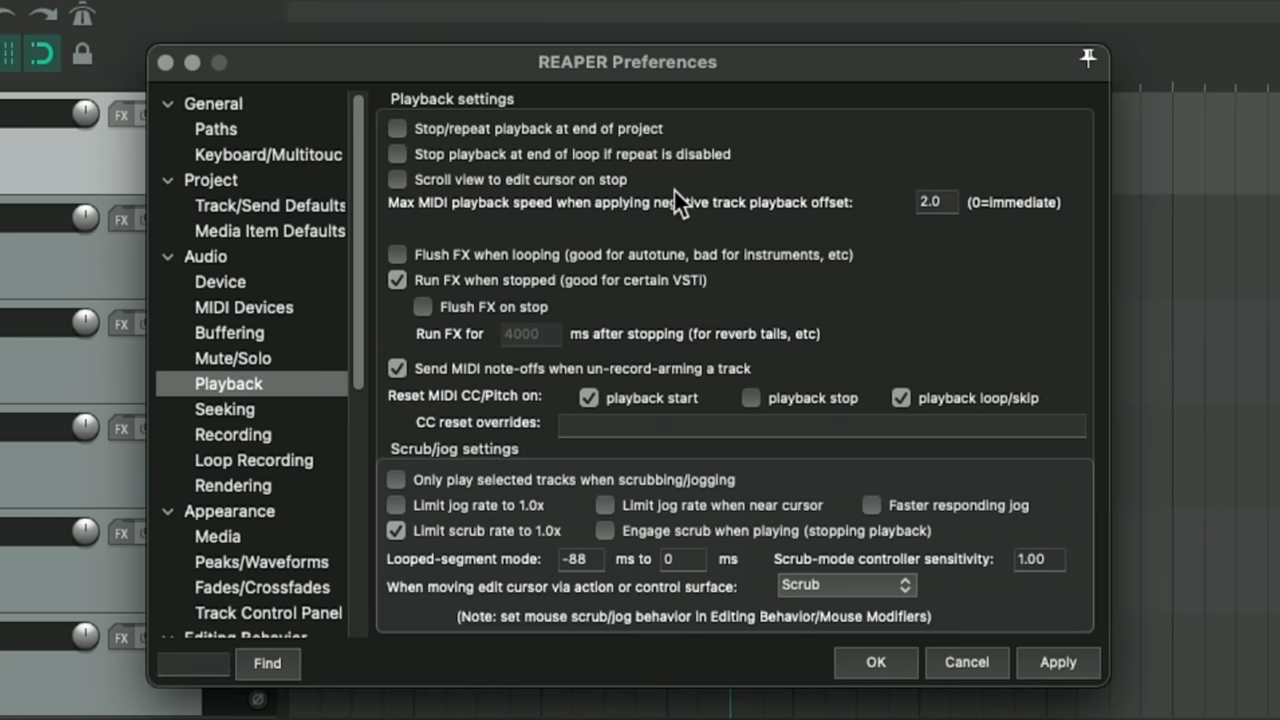 REAPER Preferences
General
Paths
Keyboard/Multitouc
Project
Track/Send Defaults
Media Item Defaults
Audio
Device
MIDI Devices
Buffering
Mute/Solo
Playback
Seeking
Recording
Loop Recording
Rendering
Appearance
Media
Peaks/Waveforms
Fades/Crossfades
Track Control Panel
Editing Behavior
Find
Playback settings
Stop/repeat playback at end of project
Stop playback at end of loop if repeat is disabled
Scroll view to edit cursor on stop
Max MIDI playback speed when applying negative track playback offset: 2.0 (0=immediate)
Flush FX when looping (good for autotune, bad for instruments, etc)
Run FX when stopped (good for certain VSTi)
Flush FX on stop
Run FX for 4000 ms after stopping (for reverb tails, etc)
Send MIDI note-offs when un-record-arming a track
Reset MIDI CC/Pitch on: playback start playback stop playback loop/skip
CC reset overrides:
Scrub/jog settings
Only play selected tracks when scrubbing/jogging
Limit jog rate to 1.0x Limit jog rate when near cursor Faster responding jog
Limit scrub rate to 1.0x Engage scrub when playing (stopping playback)
Looped-segment mode: -88 ms to 0 ms Scrub-mode controller sensitivity: 1.00
When moving edit cursor via action or control surface: Scrub
(Note: set mouse scrub/jog behavior in Editing Behavior/Mouse Modifiers)
OK Cancel Apply
FX
FX
FX
FX
FX
FX